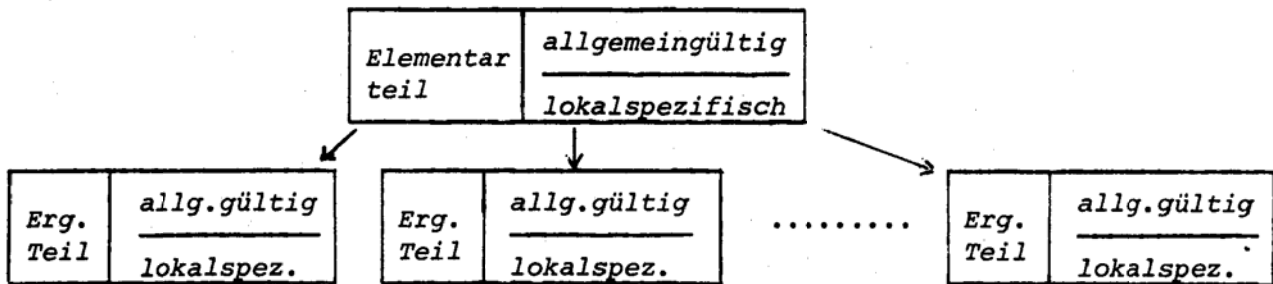 Elementar
teil
allgemeingültig
lokalspezifisch
Erg.
Teil
allg.gültig
lokalspez.
Erg.
Teil
allg.gültig
lokalspez.
.........
Erg.
Teil
allg.gültig
lokalspez.